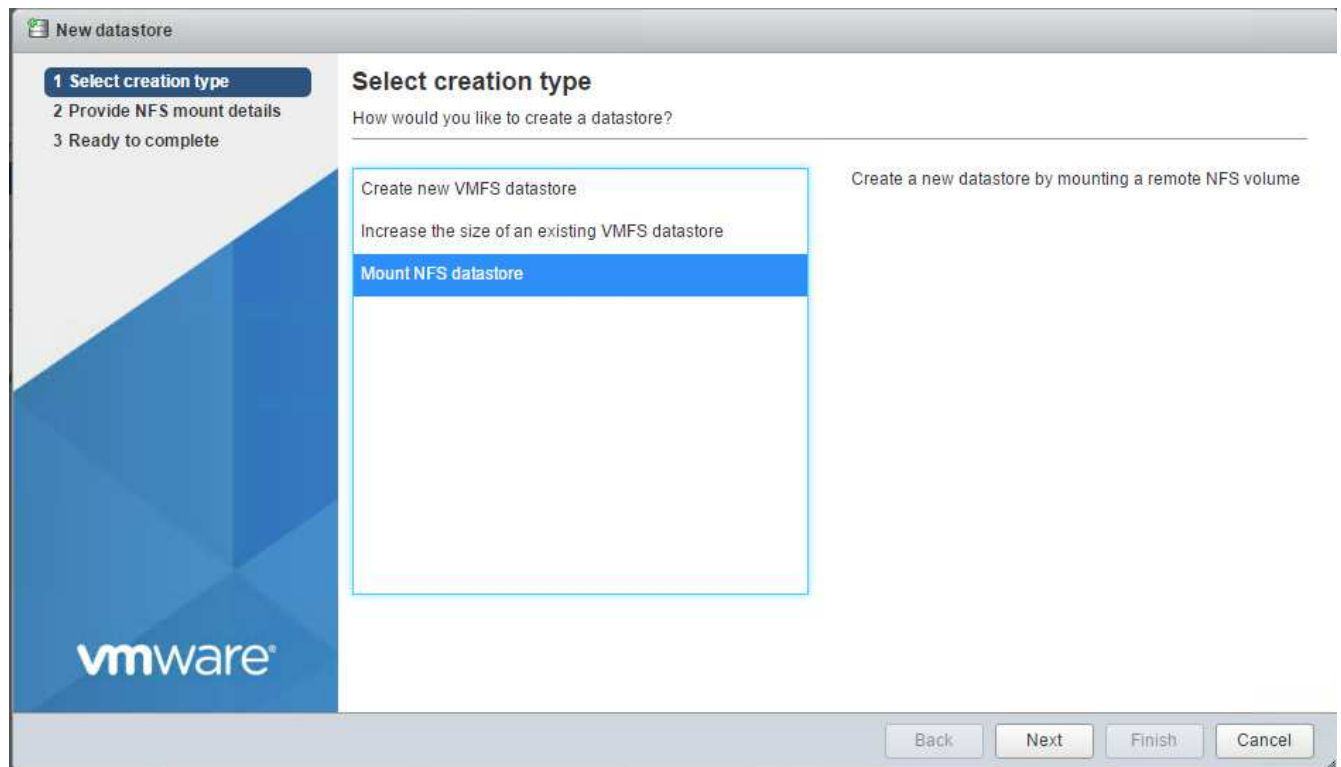 New datastore
1 Select creation type
2 Provide NFS mount details
3 Ready to complete
Select creation type
How would you like to create a datastore?
Create new VMFS datastore
Increase the size of an existing VMFS datastore
Mount NFS datastore
Create a new datastore by mounting a remote NFS volume
vmware®
Back
Next
Finish
Cancel